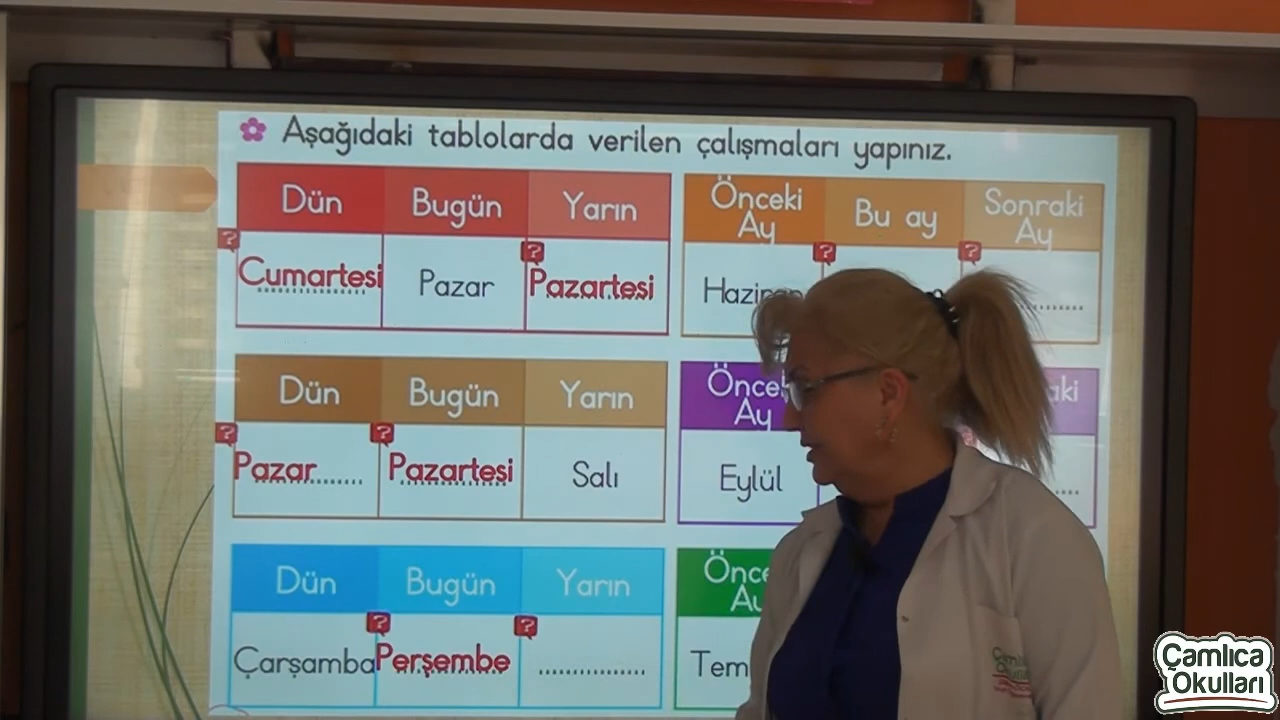 Aşağıdaki tablolarda verilen çalışmaları yapınız.
Dün Bugün Yarın
Cumartesi Pazar Pazartesi
Önceki Ay Bu ay Sonraki Ay
Dün Bugün Yarın
Pazar Pazartesi Salı
Ay
Eylül
Dün Bugün Yarın
Çarşamba Perşembe
Çamlıca
Okulları